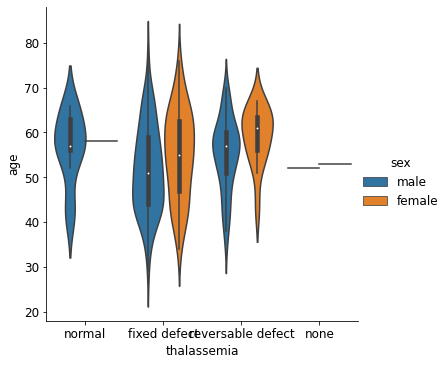 80
70
60
50
40
30
20
age
normal
fixed defect
reversable defect
none
thalassemia
sex
male
female